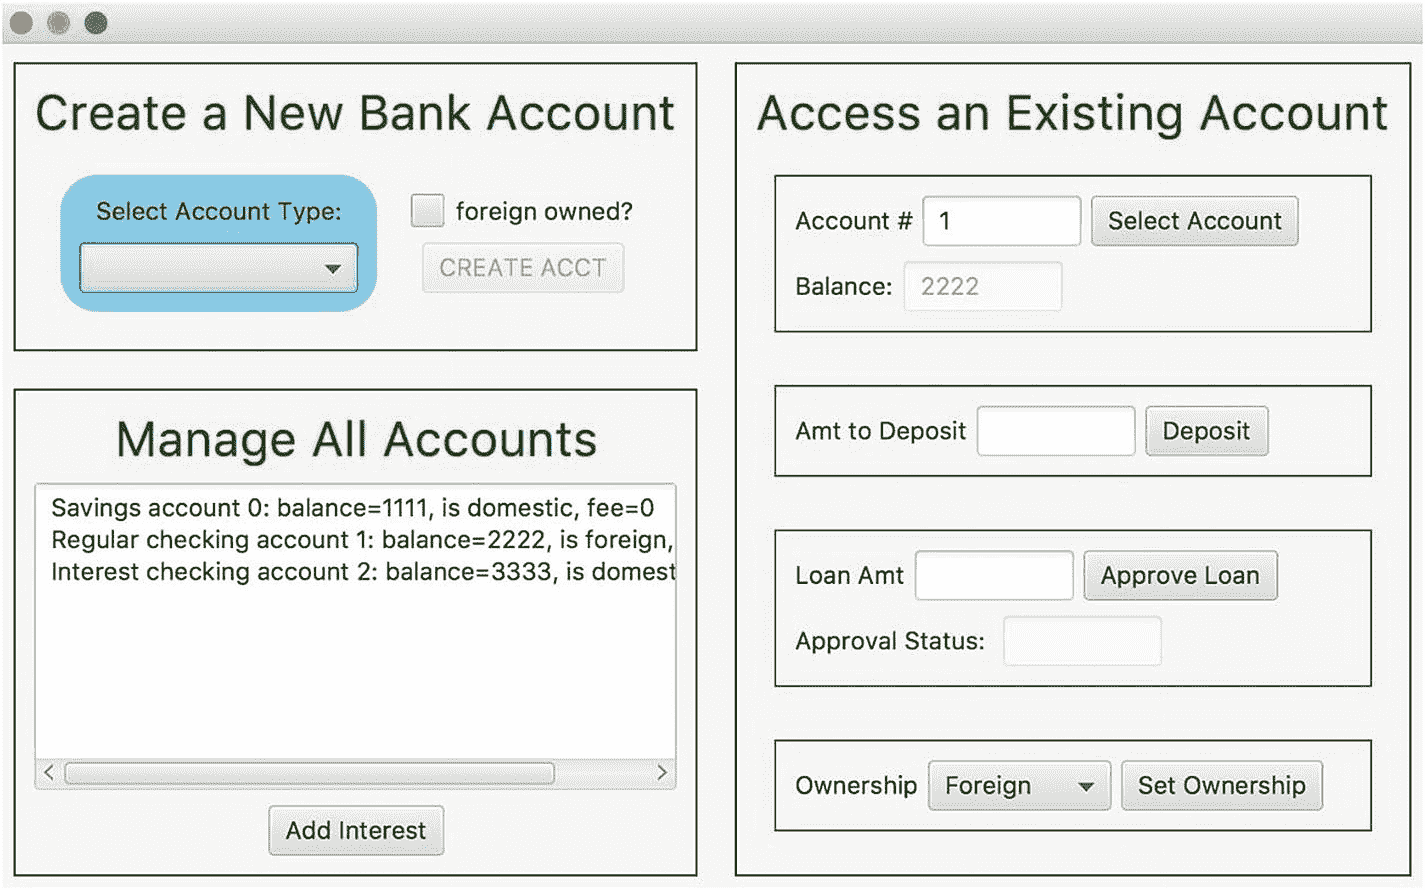 Create a New Bank Account
Select Account Type:
foreign owned?
CREATE ACCT
Manage All Accounts
Savings account 0: balance=1111, is domestic, fee=0
Regular checking account 1: balance=2222, is foreign,
Interest checking account 2: balance=3333, is domest
Add Interest
Access an Existing Account
Account # 1 Select Account
Balance: 2222
Amt to Deposit Deposit
Loan Amt Approve Loan
Approval Status:
Ownership Foreign Set Ownership